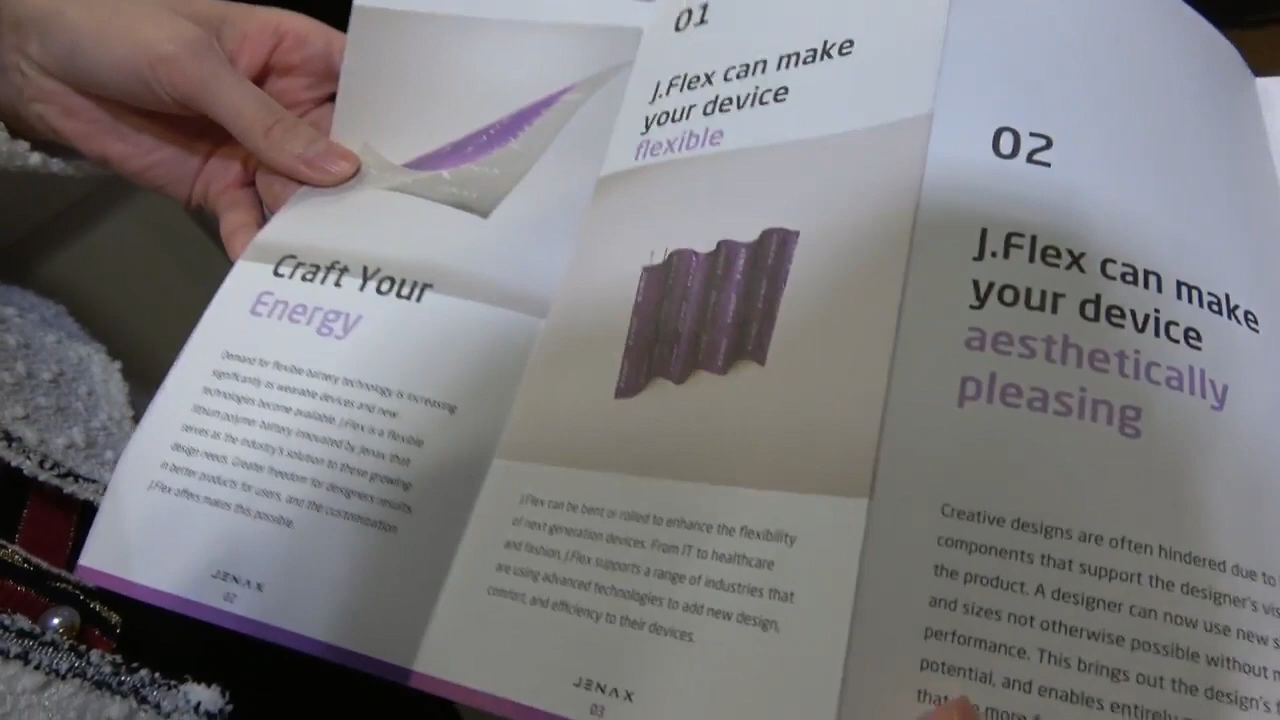 Craft Your
Energy
Demand for flexible battery technology is increasing
significantly as wearable devices and new
technologies become available. J.Flex is a flexible
lithium polymer battery innovated by Jenax that
serves as the industry's solution to these growing
design needs. Greater freedom for designers results
in better products for users, and the customization
J.Flex offers makes this possible.
JENAX
02
01
J.Flex can make
your device
flexible
J.Flex can be bent or rolled to enhance the flexibility
of next generation devices. From IT to healthcare
and fashion, J.Flex supports a range of industries that
are using advanced technologies to add new design,
comfort, and efficiency to their devices.
JENAX
03
02
J.Flex can make
your device
aesthetically
pleasing
Creative designs are often hindered due to
components that support the designer's vis
the product. A designer can now use new s
and sizes not otherwise possible without
performance. This brings out the design's
potential, and enables entirely
more